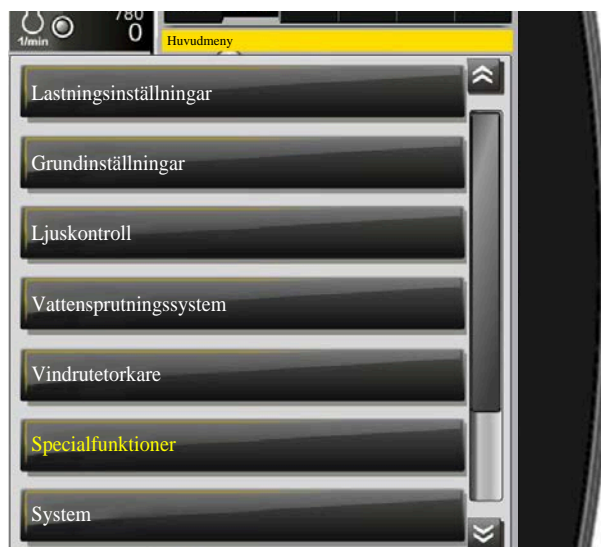 780
1/min 0
Huvudmeny
Lastningsinställningar
Grundinställningar
Ljuskontroll
Vattensprutningssystem
Vindrutetorkare
Specialfunktioner
System